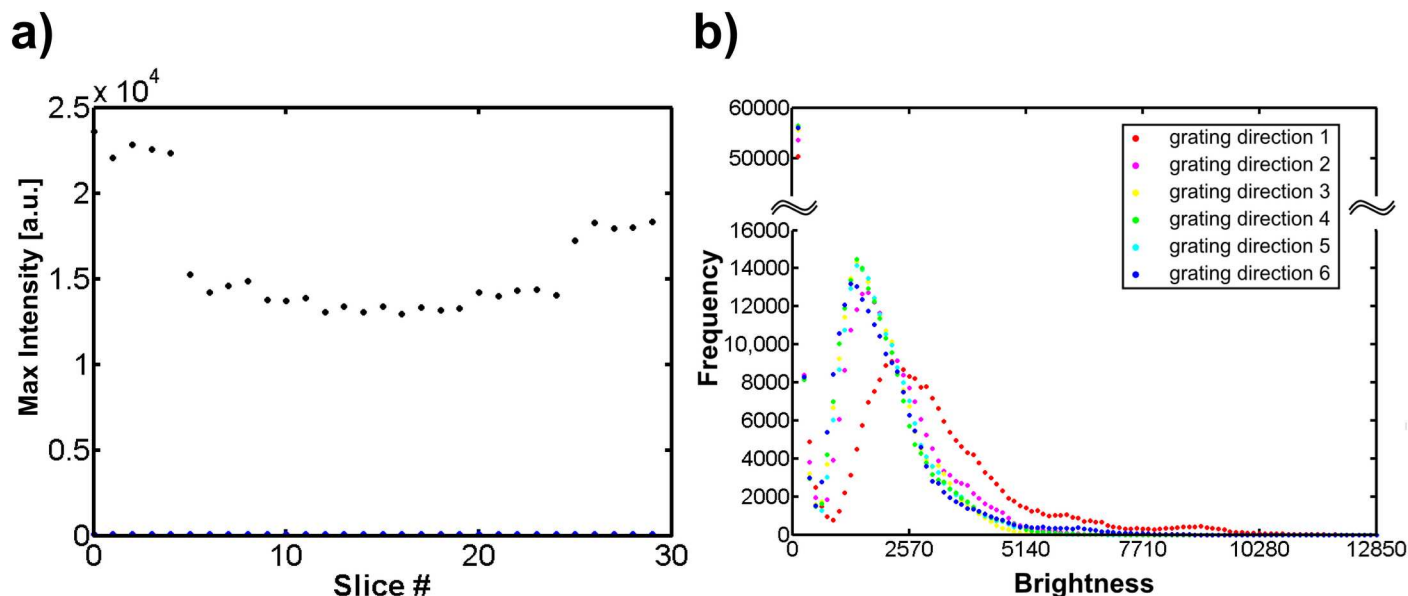 a)
x 10^4
2.5
2
1.5
1
0.5
0
0 10 20 30
Max Intensity [a.u.]
Slice #
b)
60000
50000
16000
14000
12000
10,000
8000
6000
4000
2000
0
0 2570 5140 7710 10280 12850
Frequency
Brightness
grating direction 1
grating direction 2
grating direction 3
grating direction 4
grating direction 5
grating direction 6